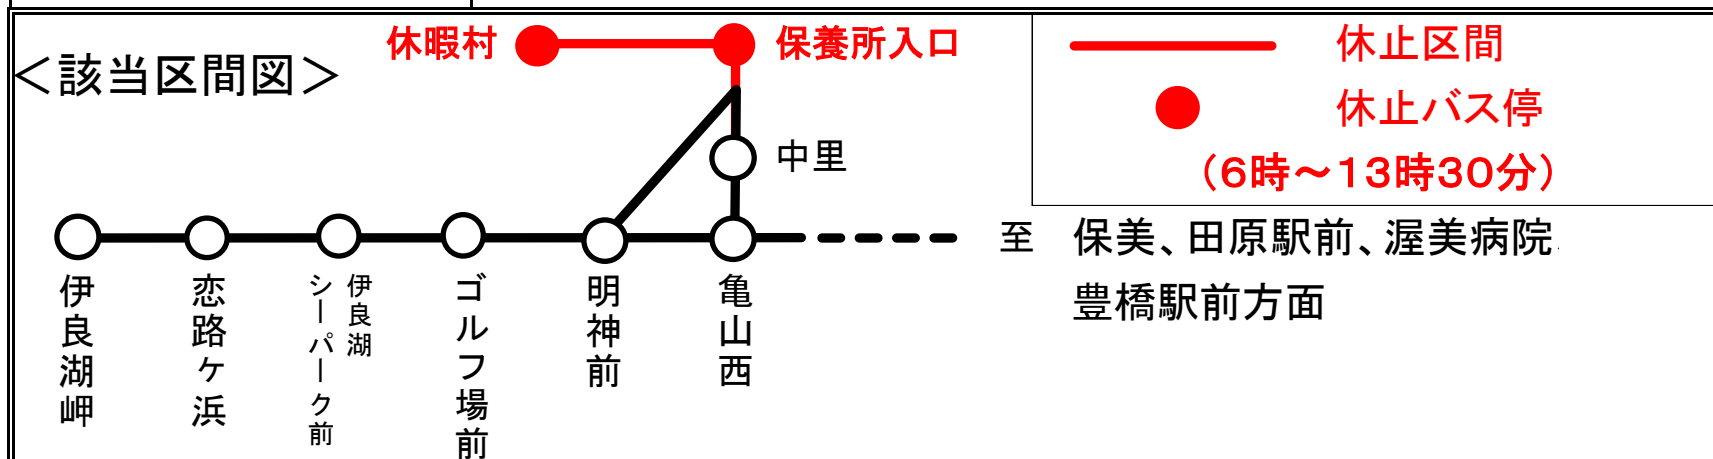 ＜該当区間図＞
休暇村
保養所入口
休止区間
休止バス停
（6時～13時30分）
中里
至 保美、田原駅前、渥美病院、
豊橋駅前方面
伊良湖岬
恋路ヶ浜
伊良湖
シーパーク前
ゴルフ場前
明神前
亀山西